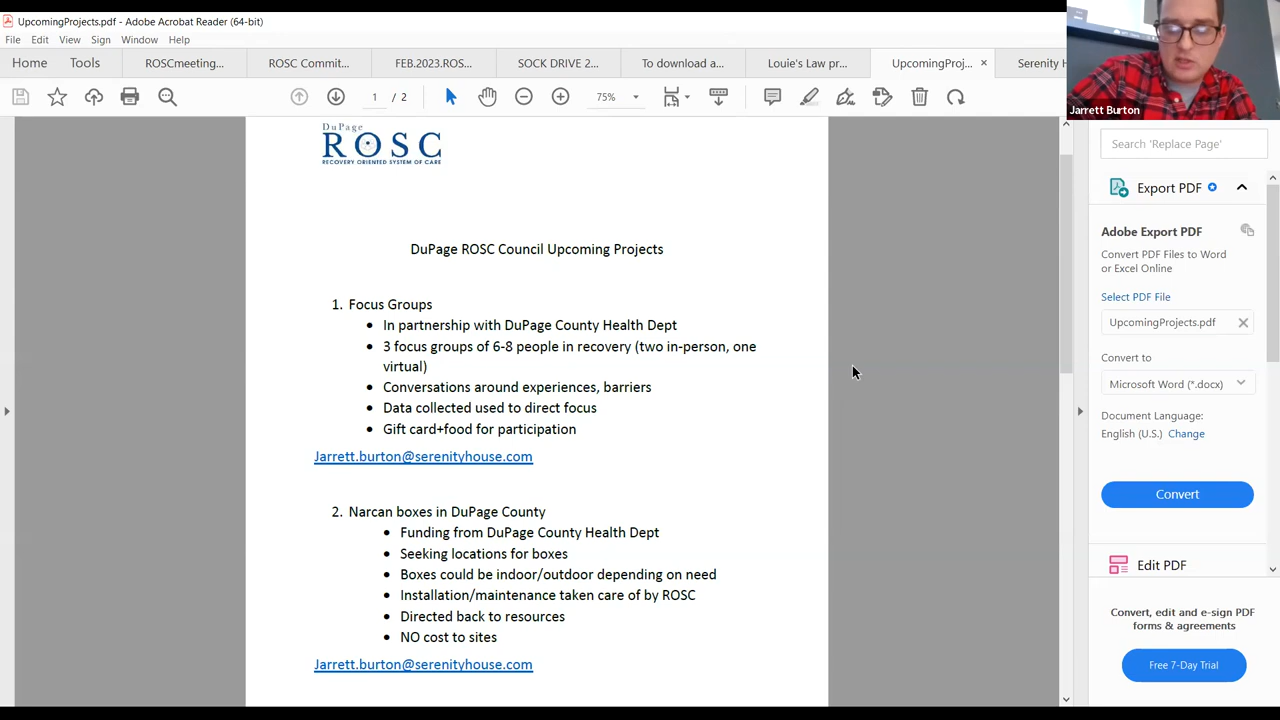 UpcomingProjects.pdf - Adobe Acrobat Reader (64-bit)
File Edit View Sign Window Help
Home Tools ROSCmeeting... ROSC Commit... FEB.2023.ROS... SOCK DRIVE 2... To download a... Louie's Law pr... UpcomingProj... × Serenity H
1 / 2 75%
Jarrett Burton
DuPage
ROSC
RECOVERY ORIENTED SYSTEM OF CARE
DuPage ROSC Council Upcoming Projects
1. Focus Groups
• In partnership with DuPage County Health Dept
• 3 focus groups of 6-8 people in recovery (two in-person, one
virtual)
• Conversations around experiences, barriers
• Data collected used to direct focus
• Gift card+food for participation
Jarrett.burton@serenityhouse.com
2. Narcan boxes in DuPage County
• Funding from DuPage County Health Dept
• Seeking locations for boxes
• Boxes could be indoor/outdoor depending on need
• Installation/maintenance taken care of by ROSC
• Directed back to resources
• NO cost to sites
Jarrett.burton@serenityhouse.com
Search 'Replace Page'
Export PDF
Adobe Export PDF
Convert PDF Files to Word
or Excel Online
Select PDF File
UpcomingProjects.pdf
Convert to
Microsoft Word (*.docx)
Document Language:
English (U.S.) Change
Convert
Edit PDF
Convert, edit and e-sign PDF
forms & agreements
Free 7-Day Trial